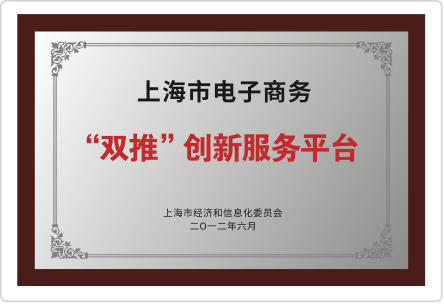 上海市电子商务
“双推”创新服务平台
上海市经济和信息化委员会
二〇一二年六月